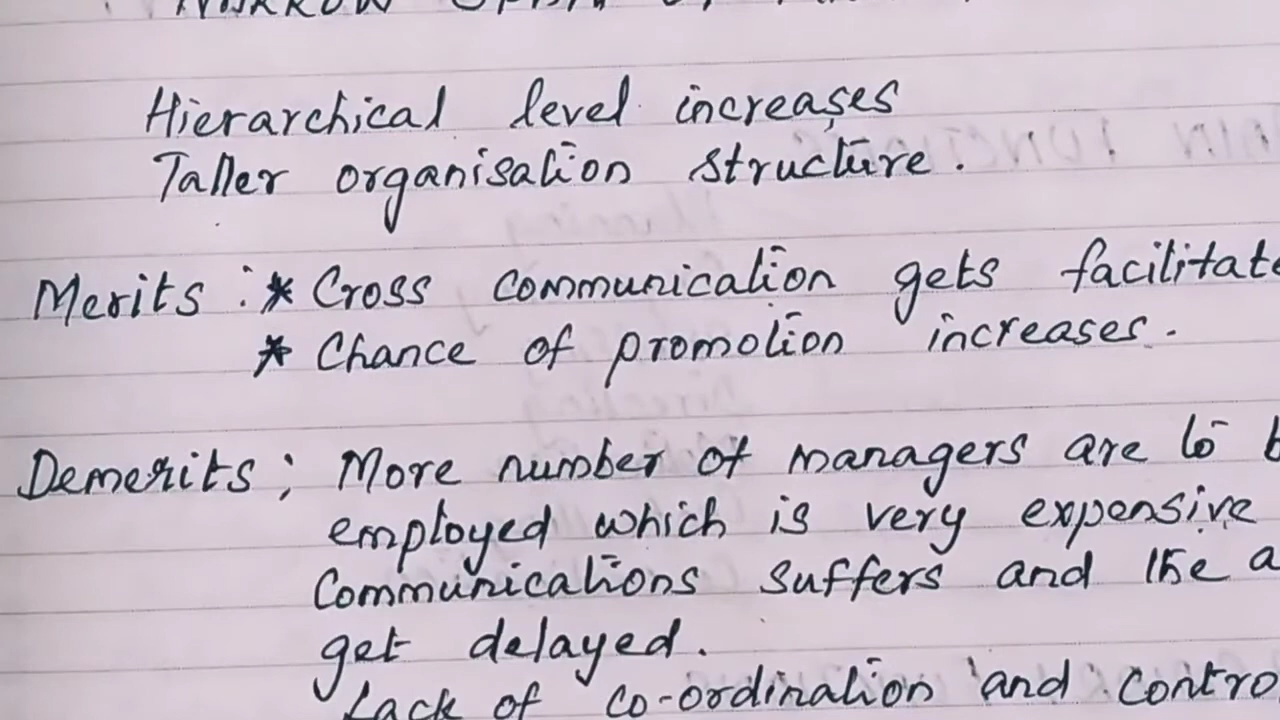 NARROW
Hierarchical level increases
Taller organisation structure.
Merits : * Cross communication gets facilitate
* Chance of promotion increases.
Demerits ; More number of managers are to b
employed which is very expensive
Communications suffers and the a
get delayed.
Lack of co-ordination and contro